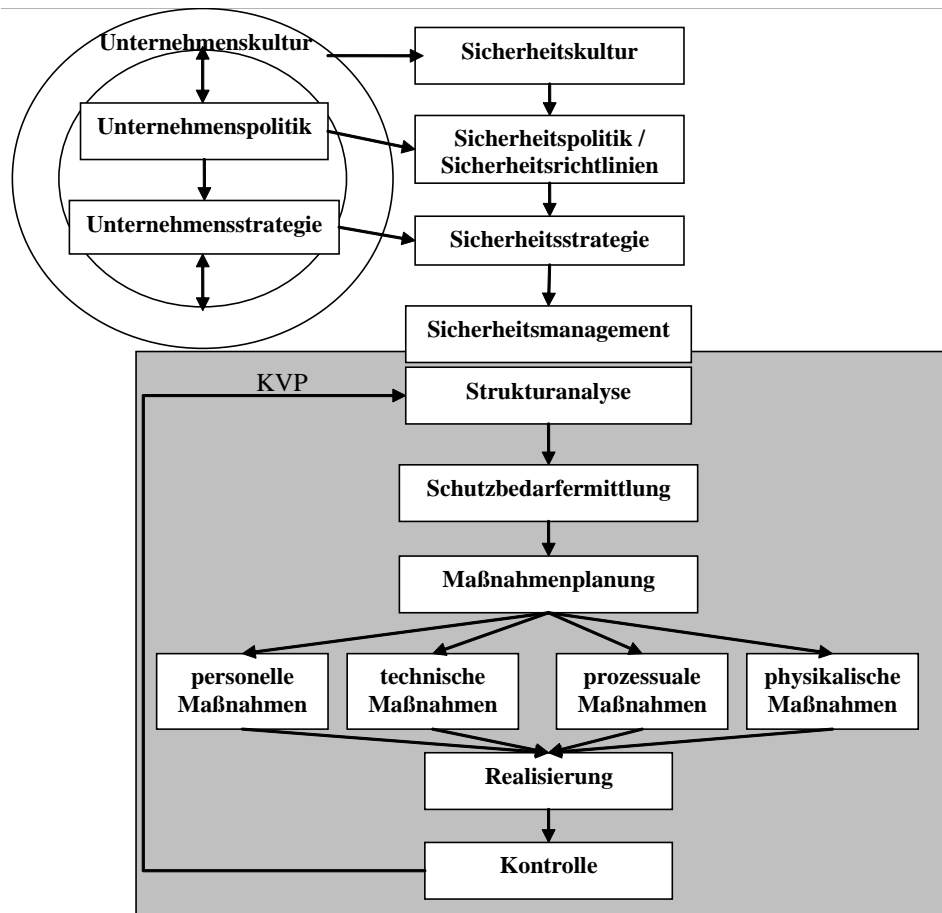 Unternehmenskultur
Sicherheitskultur
Unternehmenspolitik
Sicherheitspolitik /
Sicherheitsrichtlinien
Unternehmensstrategie
Sicherheitsstrategie
Sicherheitsmanagement
KVP
Strukturanalyse
Schutzbedarfermittlung
Maßnahmenplanung
personelle
Maßnahmen
technische
Maßnahmen
prozessuale
Maßnahmen
physikalische
Maßnahmen
Realisierung
Kontrolle